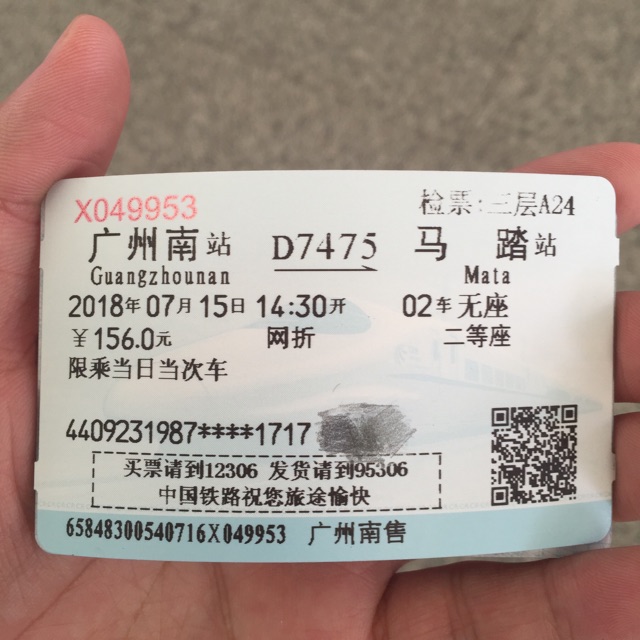 X049953 检票:三层A24
广州南站 D7475 马踏站
Guangzhounan Mata
2018年07月15日 14:30开 02车无座
￥156.0元 网折 二等座
限乘当日当次车
4409231987****1717
买票请到12306 发货请到95306
中国铁路祝您旅途愉快
65848300540716X049953 广州南售